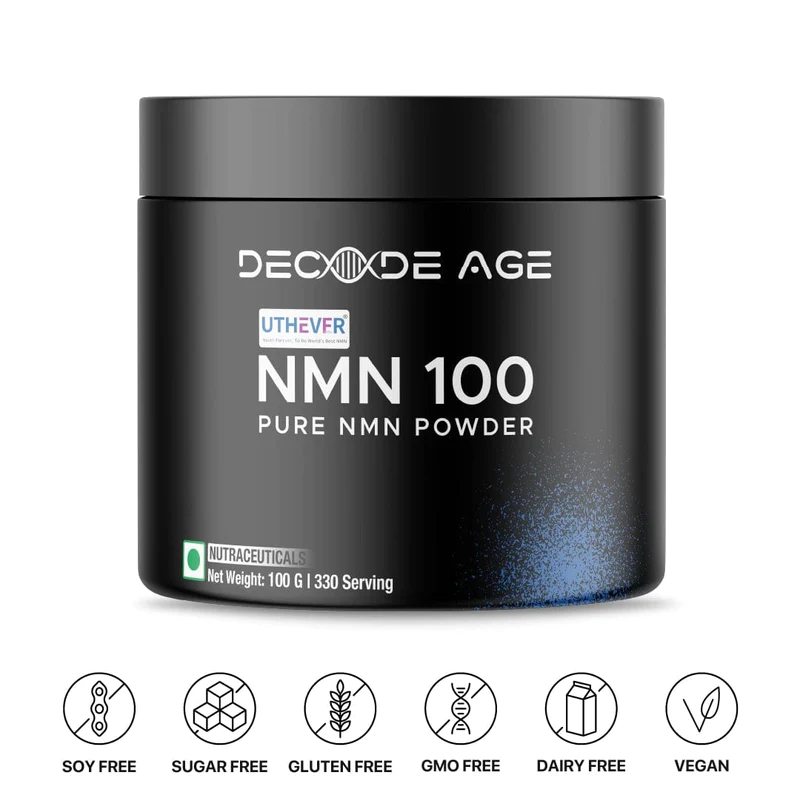 DECODE AGE
UTHEVER®
NMN 100
PURE NMN POWDER
NUTRACEUTICALS
Net Weight: 100 G | 330 Serving
SOY FREE
SUGAR FREE
GLUTEN FREE
GMO FREE
DAIRY FREE
VEGAN